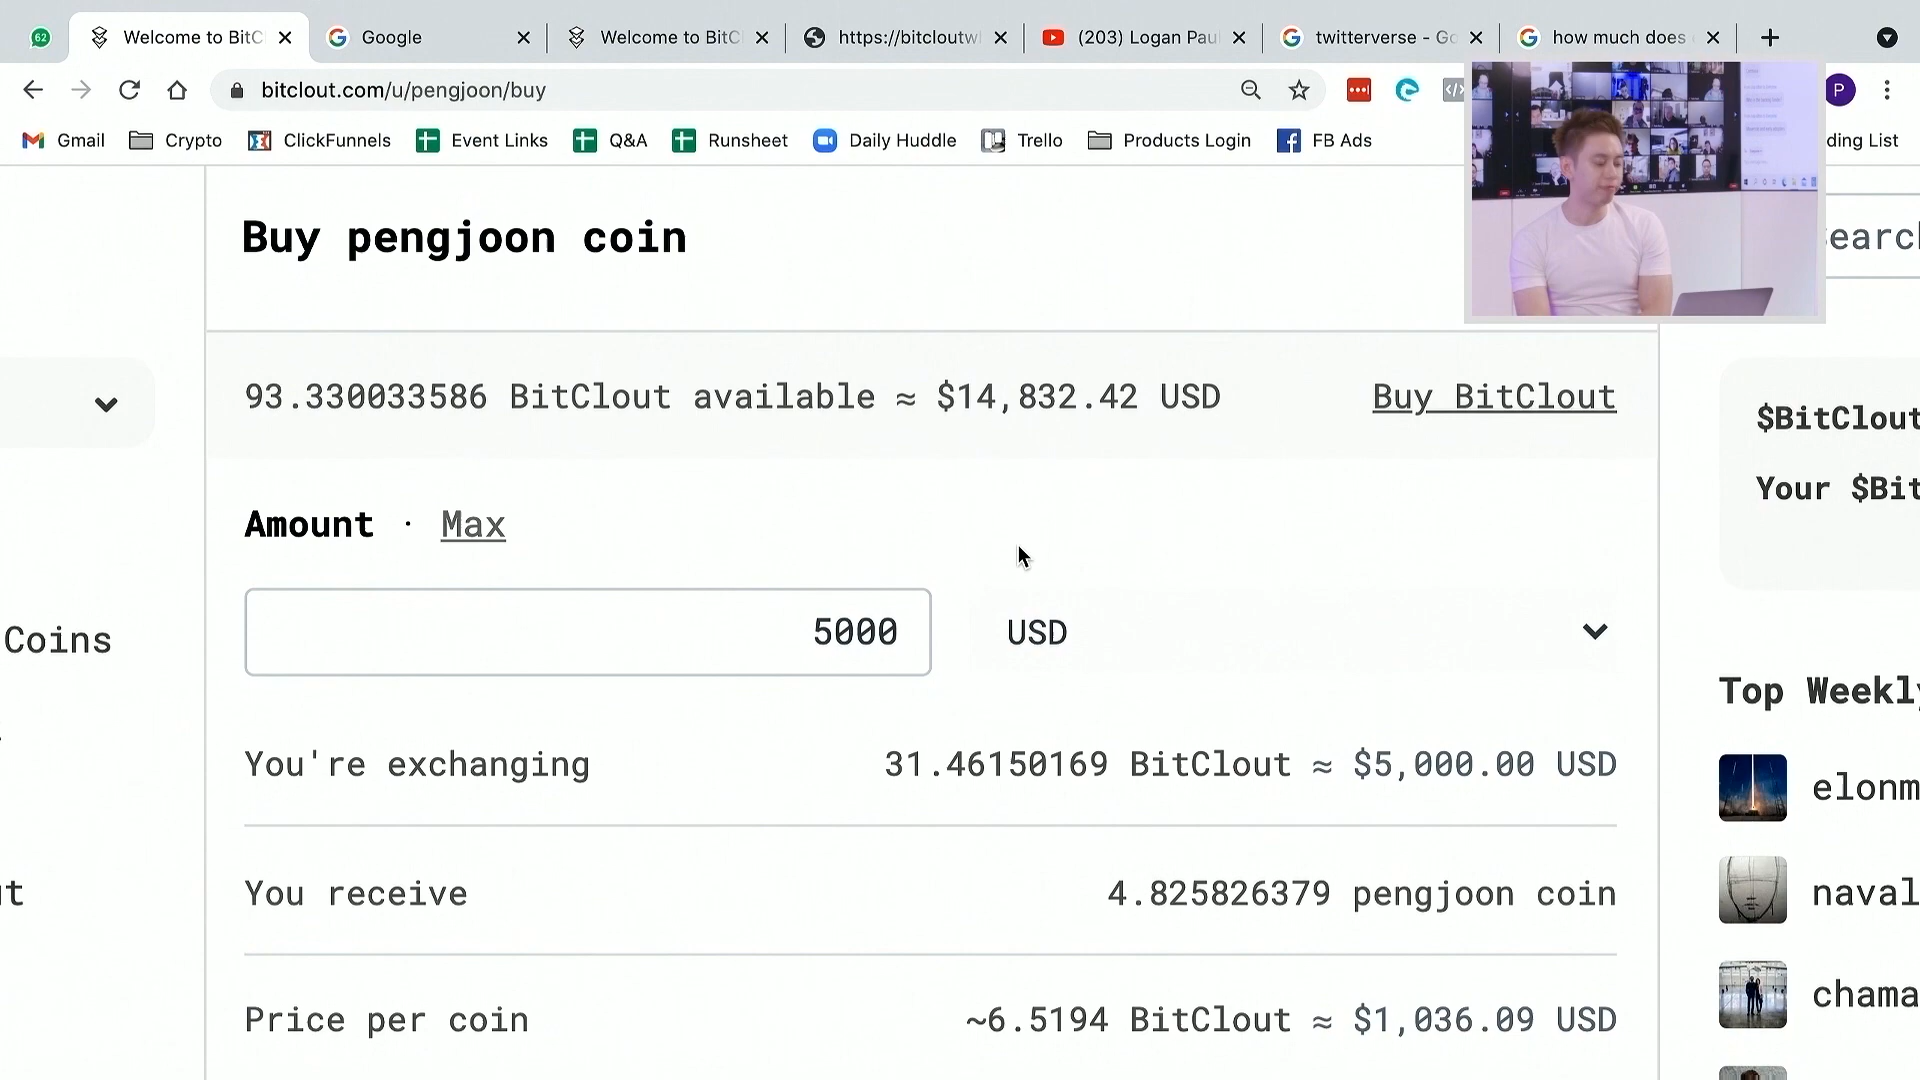 62
Welcome to BitC
Google
Welcome to BitCl
https://bitcloutw
(203) Logan Pau
twitterverse - Go
how much does
bitclout.com/u/pengjoon/buy
P
Gmail
Crypto
ClickFunnels
Event Links
Q&A
Runsheet
Daily Huddle
Trello
Products Login
FB Ads
ding List
Buy pengjoon coin
earch
93.330033586 BitClout available ≈ $14,832.42 USD
Buy BitClout
$BitClout
Your $Bit
Amount · Max
5000
USD
Coins
Top Weekly
You're exchanging
31.46150169 BitClout ≈ $5,000.00 USD
elonm
You receive
4.825826379 pengjoon coin
naval
ut
Price per coin
~6.5194 BitClout ≈ $1,036.09 USD
chama